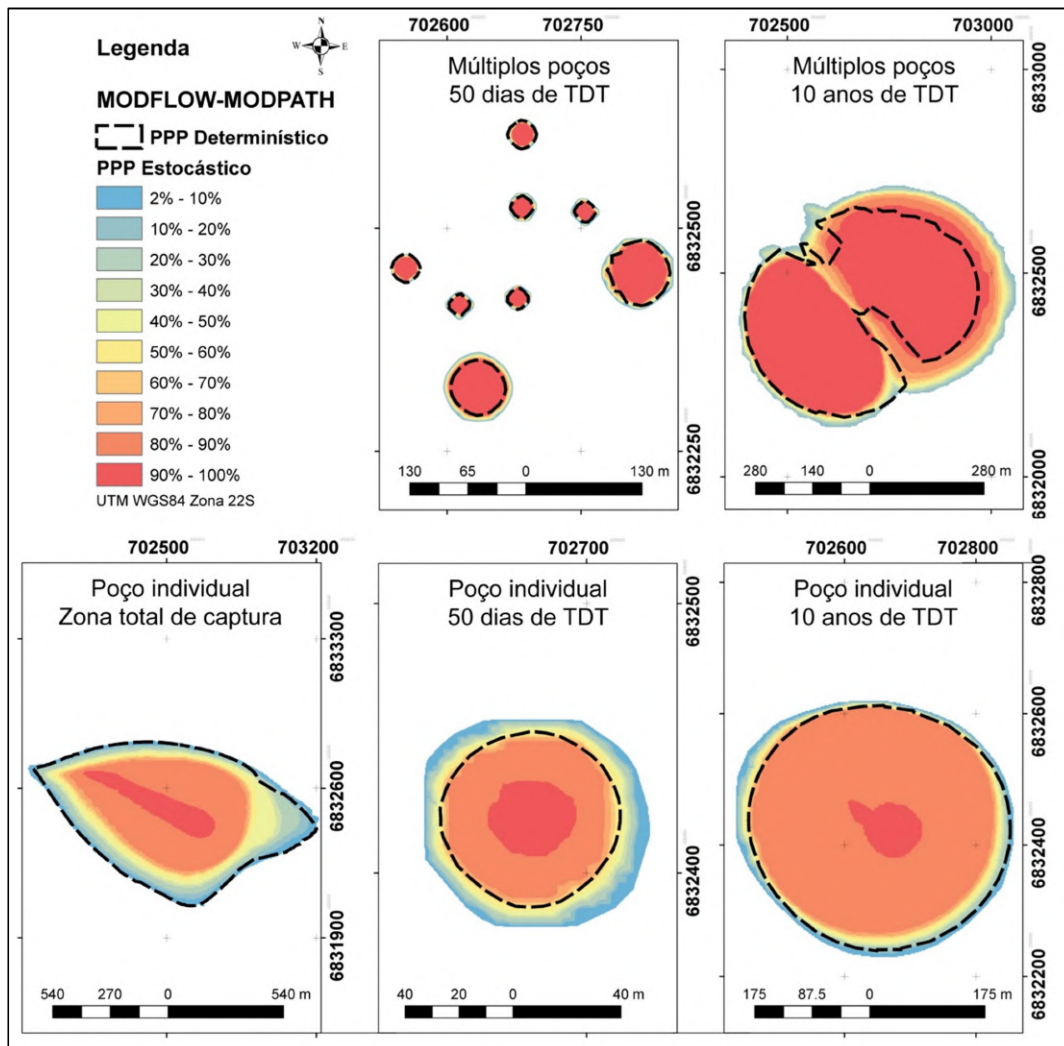 Legenda
N
W E
S
MODFLOW-MODPATH
PPP Determinístico
PPP Estocástico
2% - 10%
10% - 20%
20% - 30%
30% - 40%
40% - 50%
50% - 60%
60% - 70%
70% - 80%
80% - 90%
90% - 100%
UTM WGS84 Zona 22S
702600 702750
Múltiplos poços
50 dias de TDT
6832500
6832250
130 65 0 130 m
702500 703000
Múltiplos poços
10 anos de TDT
6833000
6832500
6832000
280 140 0 280 m
702500 703200
Poço individual
Zona total de captura
6833300
6832600
6831900
540 270 0 540 m
702700
Poço individual
50 dias de TDT
6832500
6832400
40 20 0 40 m
702600 702800
Poço individual
10 anos de TDT
6832800
6832600
6832400
6832200
175 87.5 0 175 m